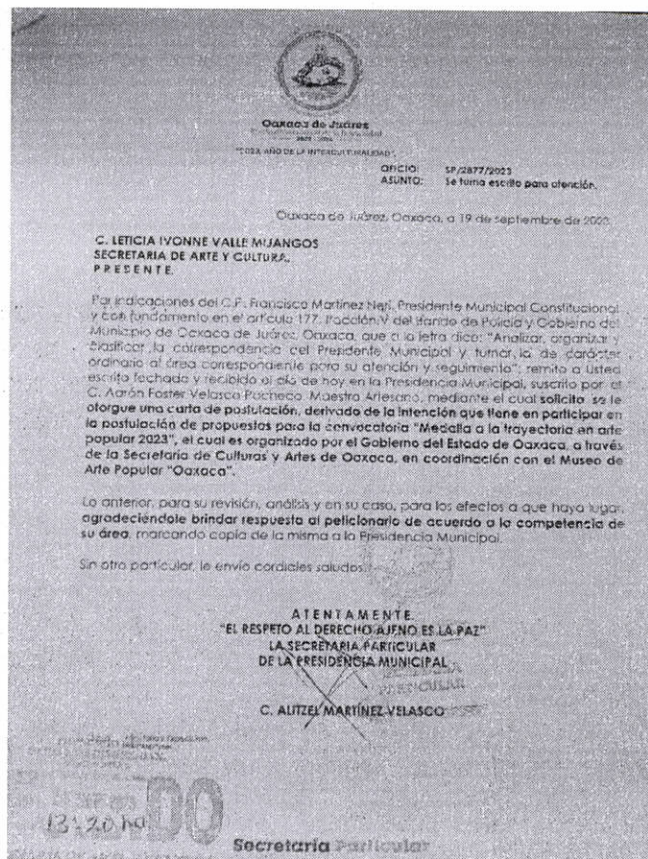 Oaxaca de Juárez
"2023, AÑO DE LA INTERCULTURALIDAD".
OFICIO: SP/2877/2023
ASUNTO: Se turna escrito para atención.
Oaxaca de Juárez, Oaxaca, a 19 de septiembre de 2023.
C. LETICIA IVONNE VALLE MIJANGOS
SECRETARIA DE ARTE Y CULTURA.
P R E S E N T E.
Por indicaciones del C.P. Francisco Martínez Neri, Presidente Municipal Constitucional
y con fundamento en el artículo 177, Fracción V del Bando de Policía y Gobierno del
Municipio de Oaxaca de Juárez, Oaxaca, que a la letra dice: "Analizar, organizar y
clasificar la correspondencia del Presidente Municipal y turnar la de carácter
ordinario al área correspondiente para su atención y seguimiento", remito a Usted
escrito fechado y recibido el día de hoy en la Presidencia Municipal, suscrito por el
C. Aarón Foster Velasco Pacheco, Maestro Artesano, mediante el cual solicita se le
otorgue una carta de postulación, derivado de la intención que tiene en participar en
la postulación de propuestas para la convocatoria "Medalla a la trayectoria en arte
popular 2023", el cual es organizado por el Gobierno del Estado de Oaxaca, a través
de la Secretaría de Culturas y Artes de Oaxaca, en coordinación con el Museo de
Arte Popular "Oaxaca".
Lo anterior, para su revisión, análisis y en su caso, para los efectos a que haya lugar,
agradeciéndole brindar respuesta al peticionario de acuerdo a la competencia de
su área, marcando copia de la misma a la Presidencia Municipal.
Sin otro particular, le envío cordiales saludos.
A T E N T A M E N T E
"EL RESPETO AL DERECHO AJENO ES LA PAZ"
LA SECRETARIA PARTICULAR
DE LA PRESIDENCIA MUNICIPAL
PARTICULAR
C. ALITZEL MARTÍNEZ VELASCO
13:20
Secretaría Particular